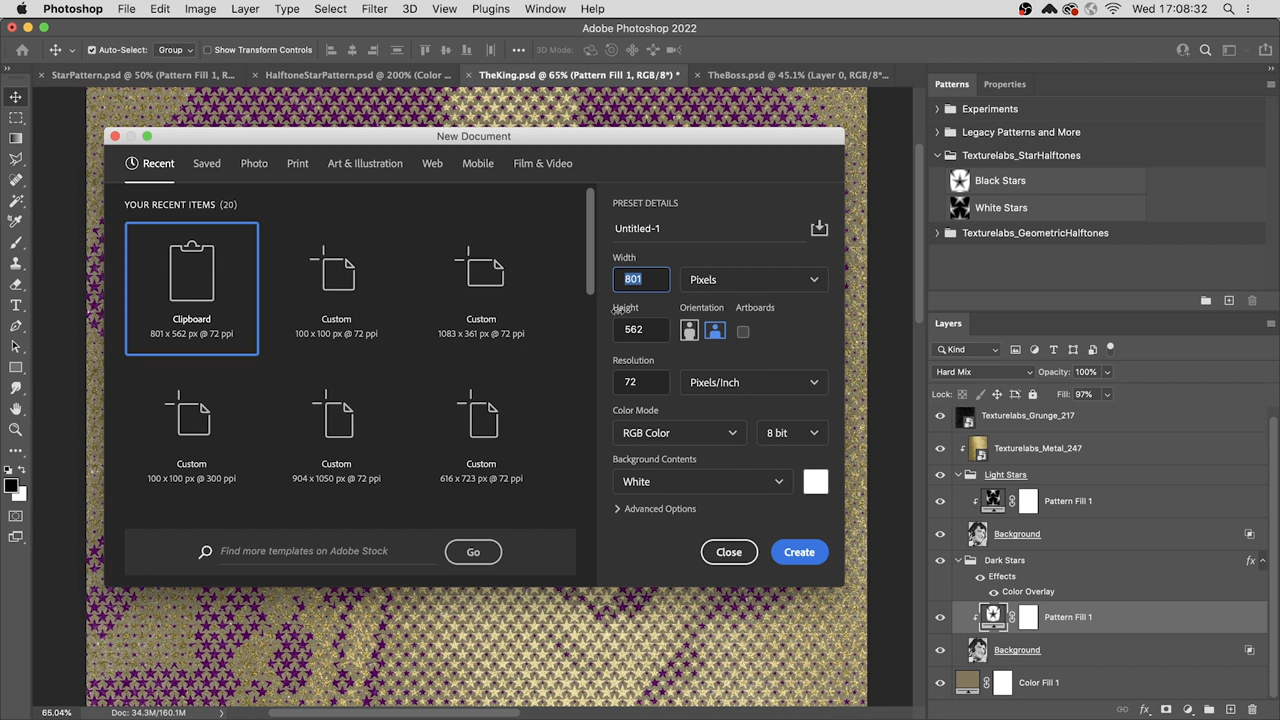 Photoshop File Edit Image Layer Type Select Filter 3D View Plugins Window Help Wed 17:08:32
Adobe Photoshop 2022
Auto-Select: Group Show Transform Controls 3D Mode:
StarPattern.psd @ 50% (Pattern Fill 1, R... HalftoneStarPattern.psd @ 200% (Color ... TheKing.psd @ 65% (Pattern Fill 1, RGB/8*) * TheBoss.psd @ 45.1% (Layer 0, RGB/8*...
New Document
Recent Saved Photo Print Art & Illustration Web Mobile Film & Video
YOUR RECENT ITEMS (20)
Clipboard
801 x 562 px @ 72 ppi
Custom
100 x 100 px @ 72 ppi
Custom
1083 x 361 px @ 72 ppi
Custom
100 x 100 px @ 300 ppi
Custom
904 x 1050 px @ 72 ppi
Custom
616 x 723 px @ 72 ppi
Find more templates on Adobe Stock Go
PRESET DETAILS
Untitled-1
Width
801 Pixels
Height Orientation Artboards
562
Resolution
72 Pixels/Inch
Color Mode
RGB Color 8 bit
Background Contents
White
Advanced Options
Close Create
Patterns Properties
Experiments
Legacy Patterns and More
Texturelabs_StarHalftones
Black Stars
White Stars
Texturelabs_GeometricHalftones
Layers
Kind
Hard Mix Opacity: 100%
Lock: Fill: 97%
Texturelabs_Grunge_217
Texturelabs_Metal_247
Light Stars
Pattern Fill 1
Background
Dark Stars fx
Effects
Color Overlay
Pattern Fill 1
Background
Color Fill 1
65.04% Doc: 34.3M/160.1M fx